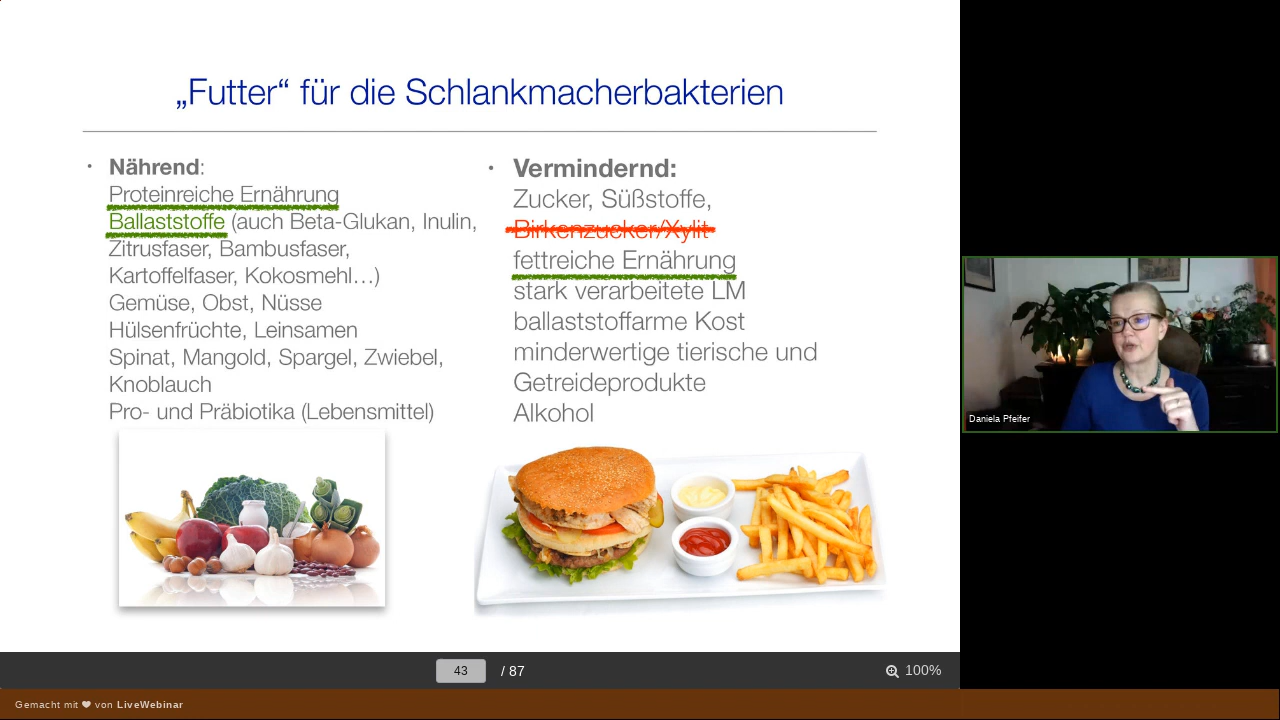 „Futter“ für die Schlankmacherbakterien
• Nährend:
Proteinreiche Ernährung
Ballaststoffe (auch Beta-Glukan, Inulin,
Zitrusfaser, Bambusfaser,
Kartoffelfaser, Kokosmehl…)
Gemüse, Obst, Nüsse
Hülsenfrüchte, Leinsamen
Spinat, Mangold, Spargel, Zwiebel,
Knoblauch
Pro- und Präbiotika (Lebensmittel)
• Vermindernd:
Zucker, Süßstoffe,
Birkenzucker/Xylit
fettreiche Ernährung
stark verarbeitete LM
ballaststoffarme Kost
minderwertige tierische und
Getreideprodukte
Alkohol
Daniela Pfeifer
43 / 87
100%
Gemacht mit ❤ von LiveWebinar